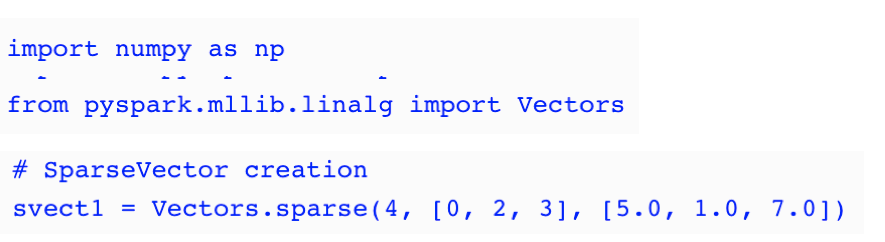 import numpy as np
from pyspark.mllib.linalg import Vectors
# SparseVector creation
svect1 = Vectors.sparse(4, [0, 2, 3], [5.0, 1.0, 7.0])